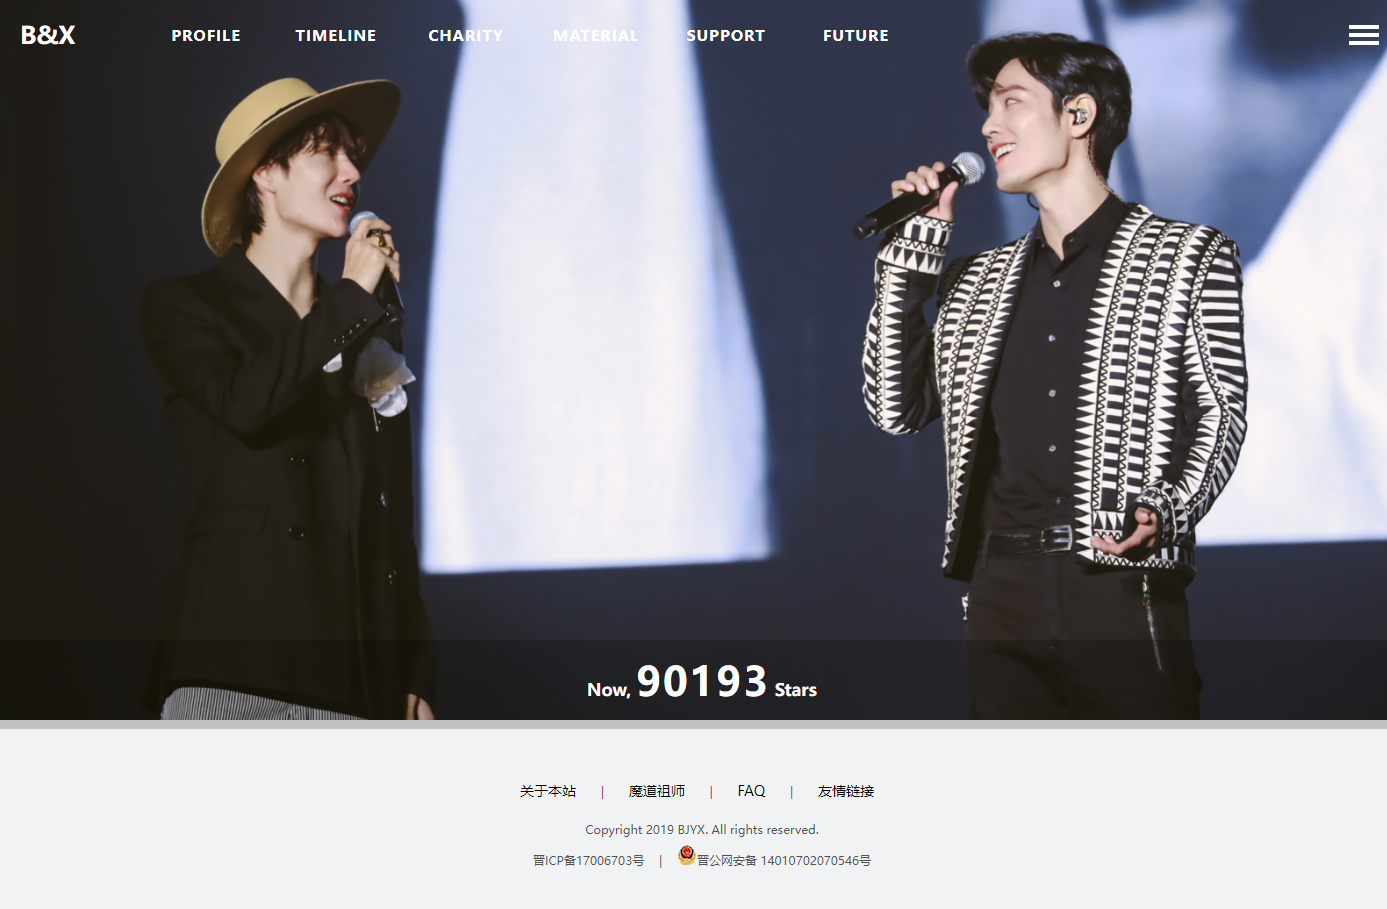 B&X PROFILE TIMELINE CHARITY MATERIAL SUPPORT FUTURE
Now, 90193 Stars
关于本站 | 魔道祖师 | FAQ | 友情链接
Copyright 2019 BJYX. All rights reserved.
晋ICP备17006703号 | 晋公网安备 14010702070546号